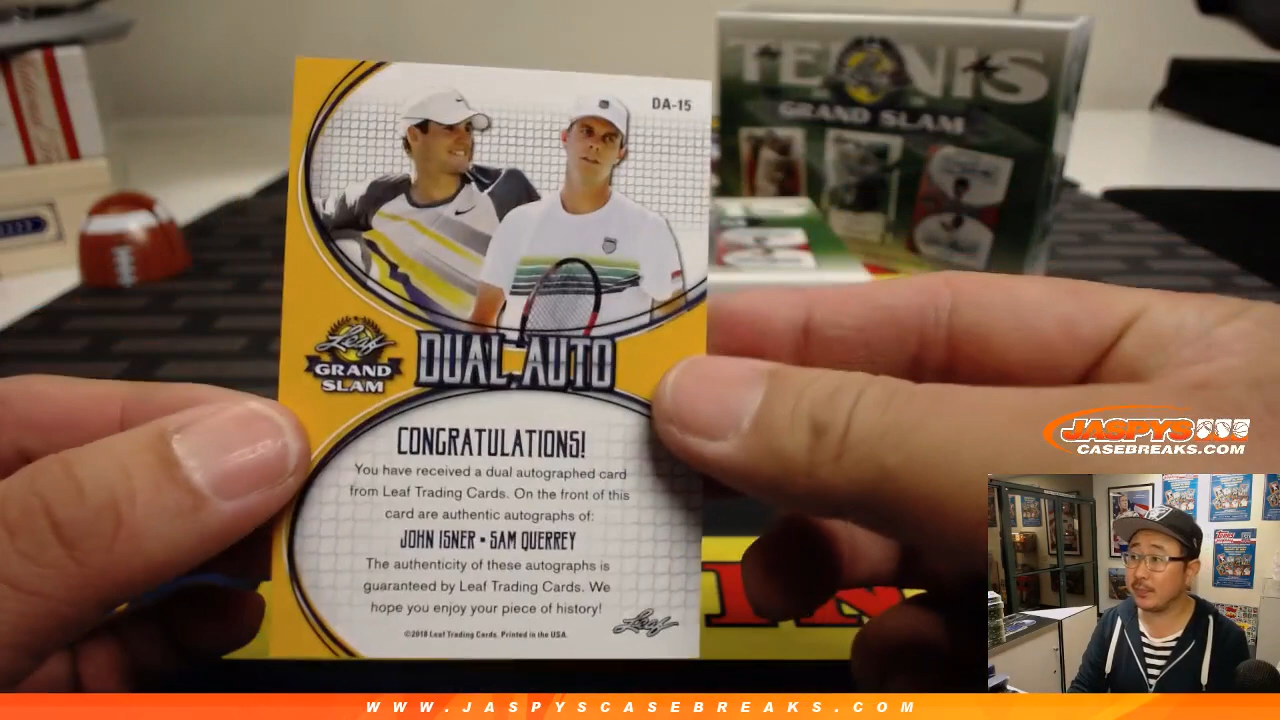 TENNIS
GRAND SLAM
DA-15
Leaf
GRAND
SLAM
DUAL AUTO
CONGRATULATIONS!
You have received a dual autographed card
from Leaf Trading Cards. On the front of this
card are authentic autographs of:
JOHN ISNER • SAM QUERREY
The authenticity of these autographs is
guaranteed by Leaf Trading Cards. We
hope you enjoy your piece of history!
Leaf
©2018 Leaf Trading Cards. Printed in the USA.
JASPYS
CASEBREAKS.COM
WWW.JASPYSCASEBREAKS.COM